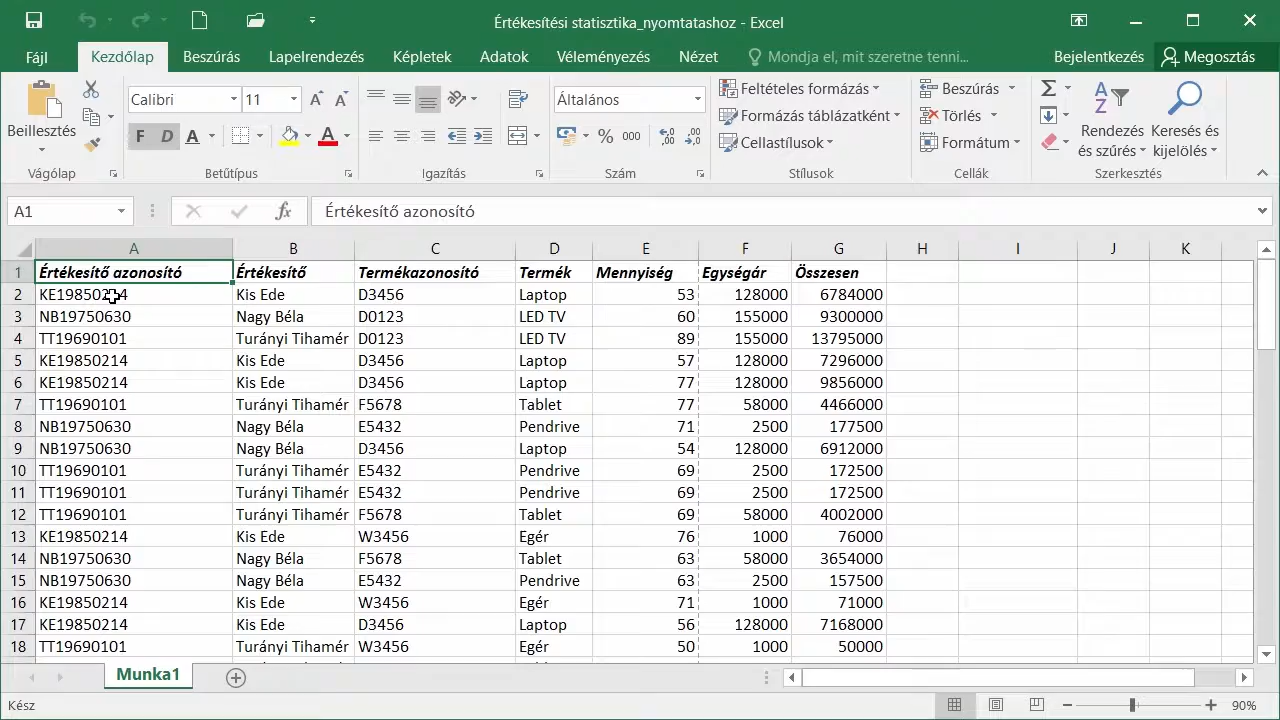 Értékesítési statisztika_nyomtatashoz - Excel
Fájl Kezdőlap Beszúrás Lapelrendezés Képletek Adatok Véleményezés Nézet Mondja el, mit szeretne tenni... Bejelentkezés Megosztás
Beillesztés
Calibri 11
F D A A
Általános
% 000
Feltételes formázás
Formázás táblázatként
Cellastílusok
Beszúrás
Törlés
Formátum
Rendezés és szűrés
Keresés és kijelölés
Vágólap Betűtípus Igazítás Szám Stílusok Cellák Szerkesztés
A1 fx Értékesítő azonosító
A B C D E F G H I J K
1 Értékesítő azonosító Értékesítő Termékazonosító Termék Mennyiség Egységár Összesen
2 KE19850214 Kis Ede D3456 Laptop 53 128000 6784000
3 NB19750630 Nagy Béla D0123 LED TV 60 155000 9300000
4 TT19690101 Turányi Tihamér D0123 LED TV 89 155000 13795000
5 KE19850214 Kis Ede D3456 Laptop 57 128000 7296000
6 KE19850214 Kis Ede D3456 Laptop 77 128000 9856000
7 TT19690101 Turányi Tihamér F5678 Tablet 77 58000 4466000
8 NB19750630 Nagy Béla E5432 Pendrive 71 2500 177500
9 NB19750630 Nagy Béla D3456 Laptop 54 128000 6912000
10 TT19690101 Turányi Tihamér E5432 Pendrive 69 2500 172500
11 TT19690101 Turányi Tihamér E5432 Pendrive 69 2500 172500
12 TT19690101 Turányi Tihamér F5678 Tablet 69 58000 4002000
13 KE19850214 Kis Ede W3456 Egér 76 1000 76000
14 NB19750630 Nagy Béla F5678 Tablet 63 58000 3654000
15 NB19750630 Nagy Béla E5432 Pendrive 63 2500 157500
16 KE19850214 Kis Ede W3456 Egér 71 1000 71000
17 KE19850214 Kis Ede D3456 Laptop 56 128000 7168000
18 TT19690101 Turányi Tihamér W3456 Egér 50 1000 50000
Munka1
Kész 90%